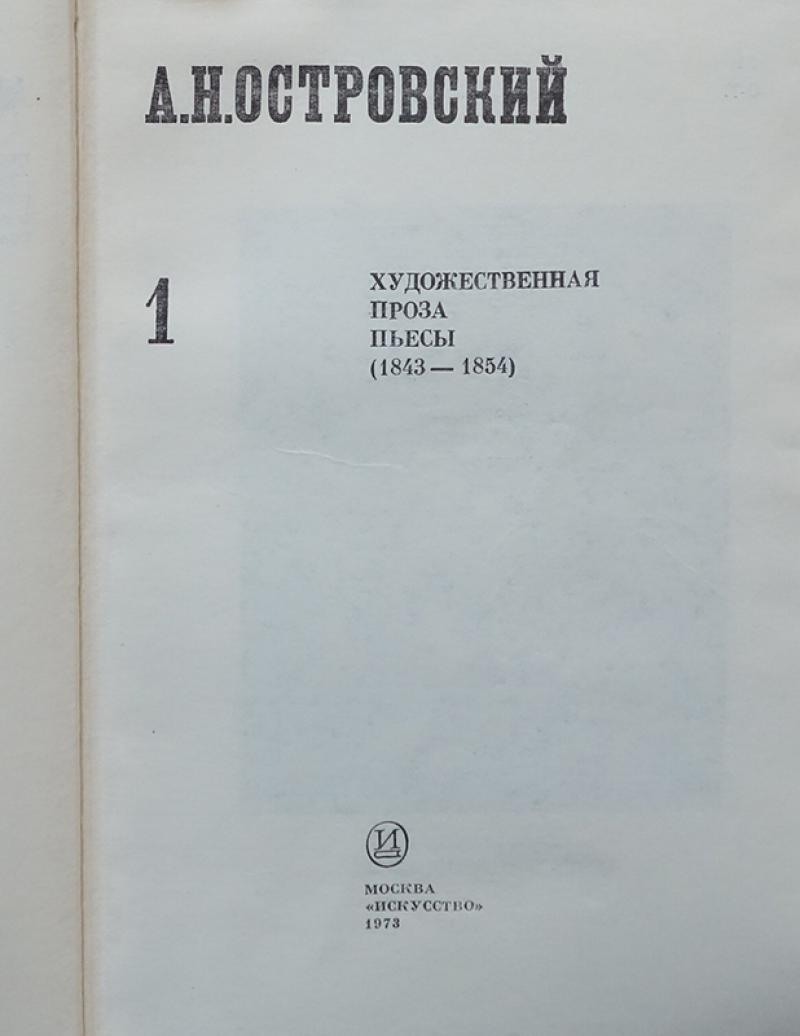 А.Н.ОСТРОВСКИЙ
1
ХУДОЖЕСТВЕННАЯ
ПРОЗА
ПЬЕСЫ
(1843— 1854)
И
МОСКВА
«ИСКУССТВО»
1973